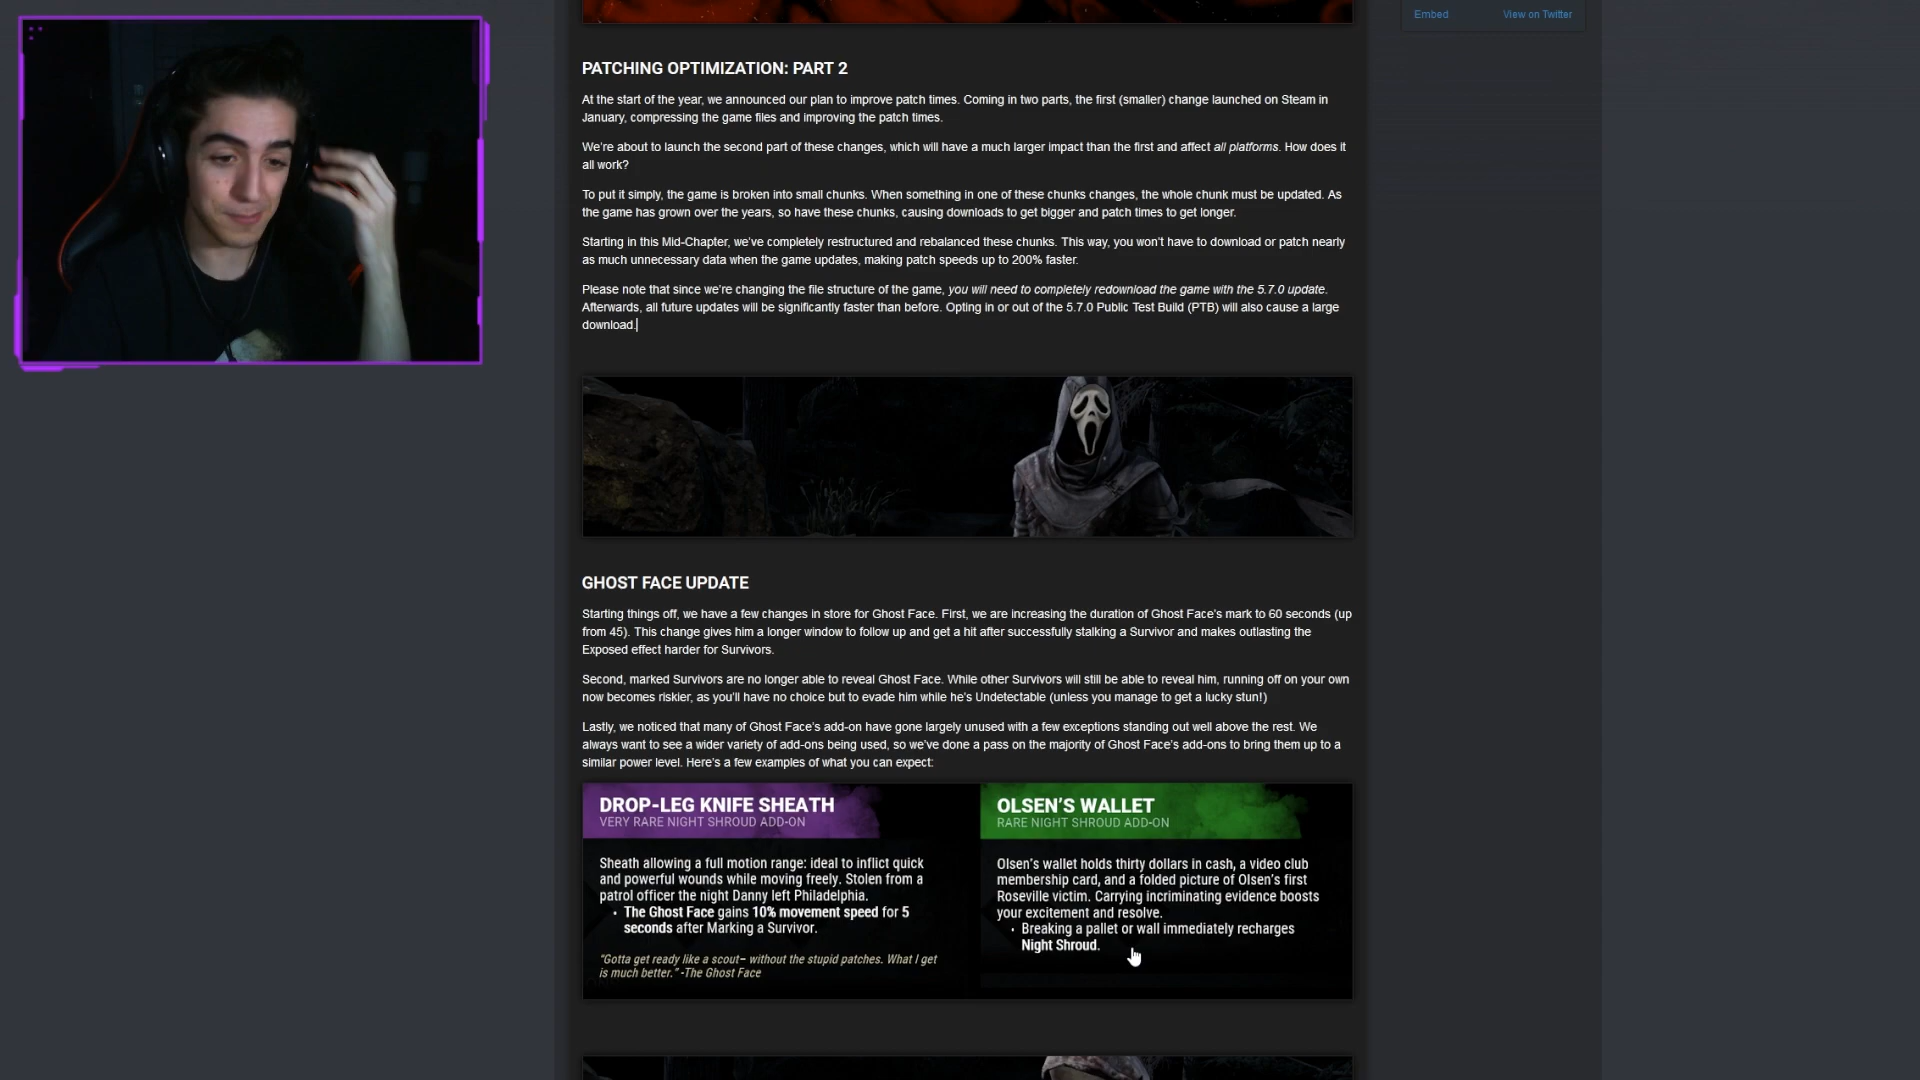 Embed
View on Twitter
PATCHING OPTIMIZATION: PART 2
At the start of the year, we announced our plan to improve patch times. Coming in two parts, the first (smaller) change launched on Steam in
January, compressing the game files and improving the patch times.
We're about to launch the second part of these changes, which will have a much larger impact than the first and affect all platforms. How does it
all work?
To put it simply, the game is broken into small chunks. When something in one of these chunks changes, the whole chunk must be updated. As
the game has grown over the years, so have these chunks, causing downloads to get bigger and patch times to get longer.
Starting in this Mid-Chapter, we've completely restructured and rebalanced these chunks. This way, you won't have to download or patch nearly
as much unnecessary data when the game updates, making patch speeds up to 200% faster.
Please note that since we're changing the file structure of the game, you will need to completely redownload the game with the 5.7.0 update.
Afterwards, all future updates will be significantly faster than before. Opting in or out of the 5.7.0 Public Test Build (PTB) will also cause a large
download.
GHOST FACE UPDATE
Starting things off, we have a few changes in store for Ghost Face. First, we are increasing the duration of Ghost Face's mark to 60 seconds (up
from 45). This change gives him a longer window to follow up and get a hit after successfully stalking a Survivor and makes outlasting the
Exposed effect harder for Survivors.
Second, marked Survivors are no longer able to reveal Ghost Face. While other Survivors will still be able to reveal him, running off on your own
now becomes riskier, as you'll have no choice but to evade him while he's Undetectable (unless you manage to get a lucky stun!)
Lastly, we noticed that many of Ghost Face's add-on have gone largely unused with a few exceptions standing out well above the rest. We
always want to see a wider variety of add-ons being used, so we've done a pass on the majority of Ghost Face's add-ons to bring them up to a
similar power level. Here's a few examples of what you can expect:
DROP-LEG KNIFE SHEATH
VERY RARE NIGHT SHROUD ADD-ON
Sheath allowing a full motion range: ideal to inflict quick
and powerful wounds while moving freely. Stolen from a
patrol officer the night Danny left Philadelphia.
• The Ghost Face gains 10% movement speed for 5
seconds after Marking a Survivor.
"Gotta get ready like a scout– without the stupid patches. What I get
is much better." -The Ghost Face
OLSEN'S WALLET
RARE NIGHT SHROUD ADD-ON
Olsen's wallet holds thirty dollars in cash, a video club
membership card, and a folded picture of Olsen's first
Roseville victim. Carrying incriminating evidence boosts
your excitement and resolve.
• Breaking a pallet or wall immediately recharges
Night Shroud.